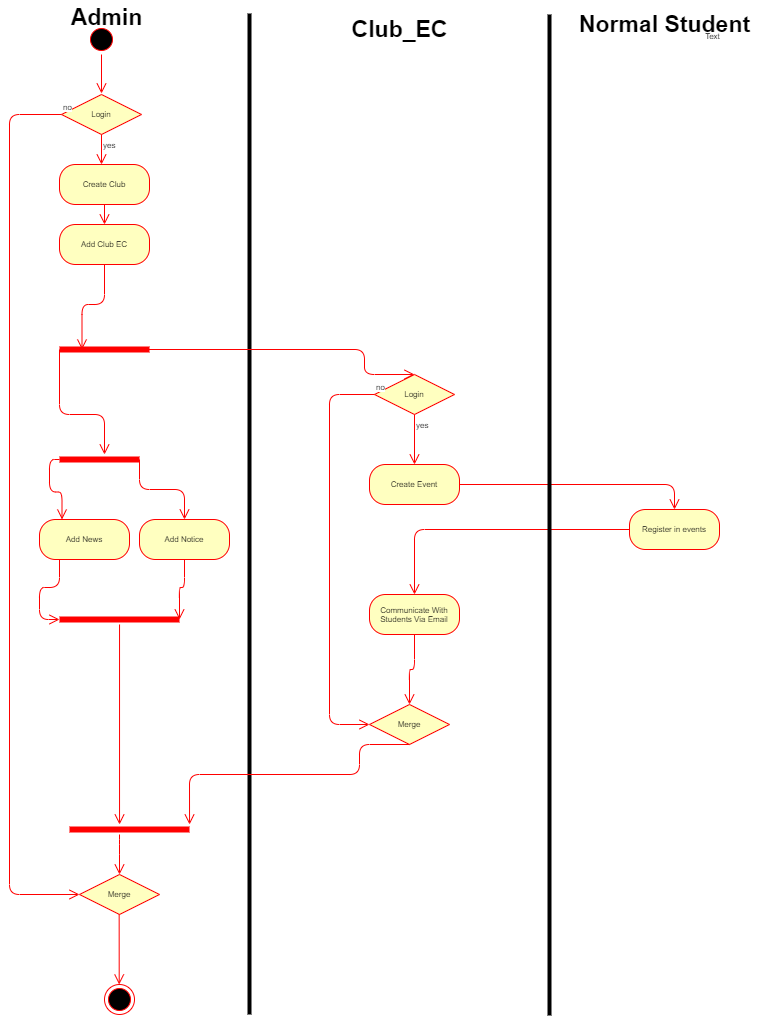 Admin
Club_EC
Normal Student
Text
Login
no
yes
Create Club
Add Club EC
Login
no
yes
Create Event
Register in events
Add News
Add Notice
Communicate With
Students Via Email
Merge
Merge